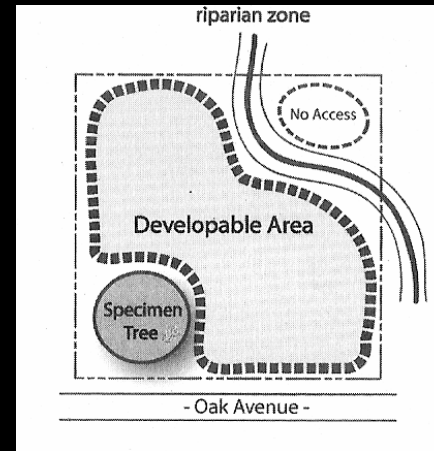 riparian zone
No Access
Developable Area
Specimen
Tree
- Oak Avenue -